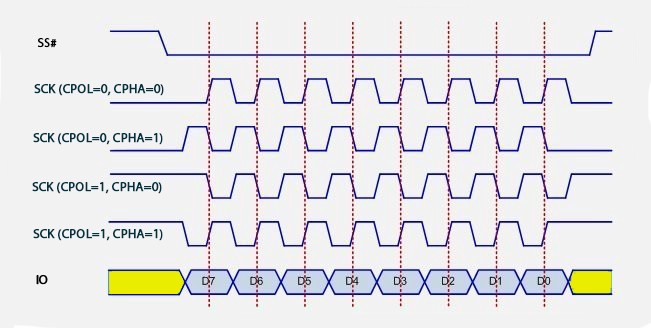 SS#
SCK (CPOL=0, CPHA=0)
SCK (CPOL=0, CPHA=1)
SCK (CPOL=1, CPHA=0)
SCK (CPOL=1, CPHA=1)
IO D7 D6 D5 D4 D3 D2 D1 D0